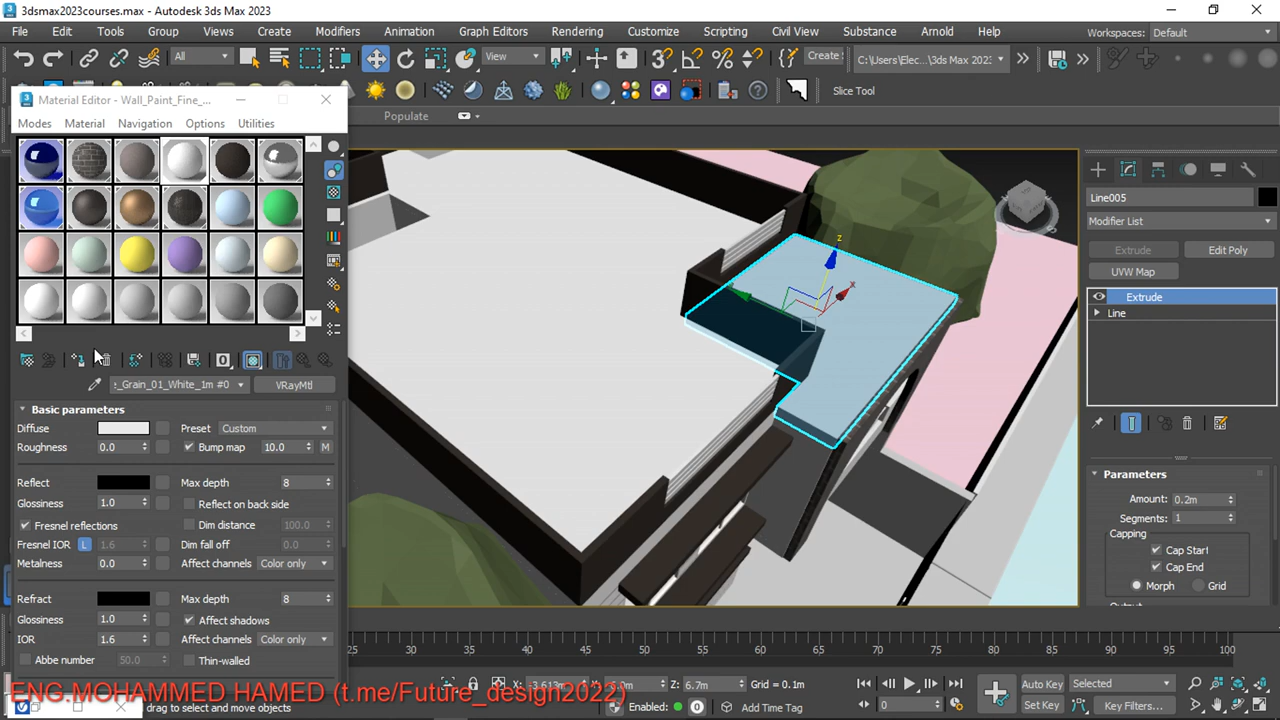 3dsmax2023courses.max - Autodesk 3ds Max 2023
File Edit Tools Group Views Create Modifiers Animation Graph Editors Rendering Customize Scripting Civil View Substance Arnold Help Workspaces: Default
All View Create C:\Users\Elec...\3ds Max 2023
Slice Tool
Populate
Material Editor - Wall_Paint_Fine_...
Modes Material Navigation Options Utilities
:_Grain_01_White_1m #0 VRayMtl
Basic parameters
Diffuse Preset Custom
Roughness 0.0 Bump map 10.0 M
Reflect Max depth 8
Glossiness 1.0 Reflect on back side
Fresnel reflections Dim distance 100.0
Fresnel IOR L 1.6 Dim fall off 0.0
Metalness 0.0 Affect channels Color only
Refract Max depth 8
Glossiness 1.0 Affect shadows
IOR 1.6 Affect channels Color only
Abbe number 50.0 Thin-walled
z
x
Line005
Modifier List
Extrude Edit Poly
UVW Map
Extrude
Line
Parameters
Amount: 0.2m
Segments: 1
Capping
Cap Start
Cap End
Morph Grid
25 30 35 40 45 50 55 60 65 70 75 80 85 90 95 100
X: -3.613m Z: 6.7m Grid = 0.1m
Auto Key Selected
ENG.MOHAMMED HAMED (t.me/Future_design2022)
drag to select and move objects Enabled: Add Time Tag 0 Set Key Key Filters...